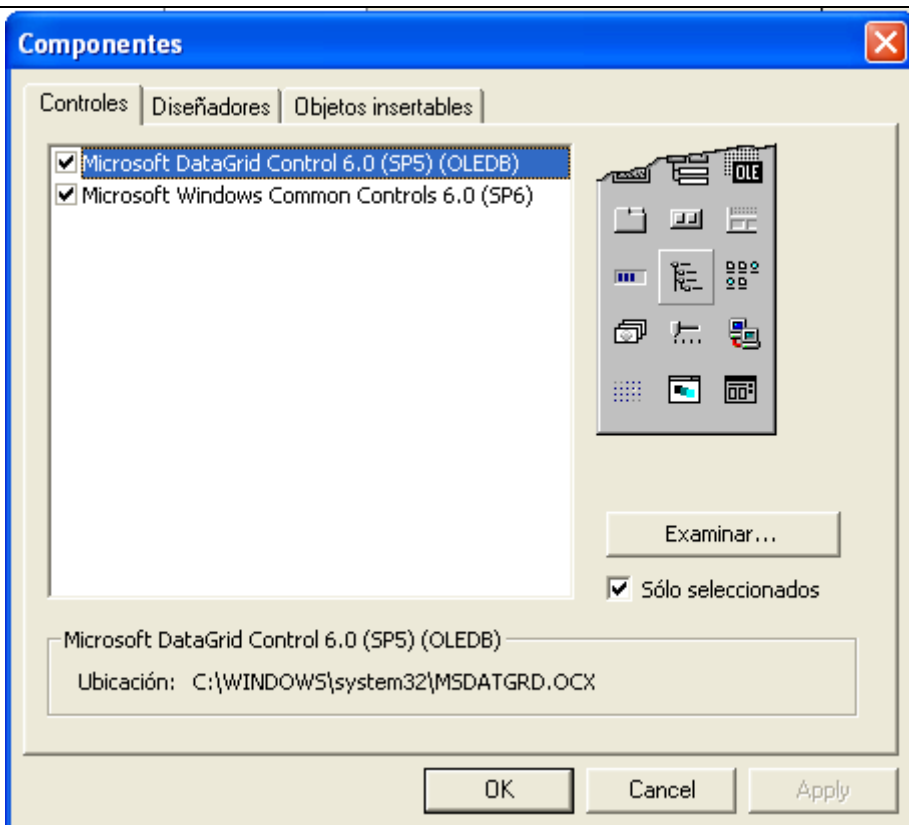 Componentes
Controles Diseñadores Objetos insertables
Microsoft DataGrid Control 6.0 (SP5) (OLEDB)
Microsoft Windows Common Controls 6.0 (SP6)
OLE
Examinar...
Sólo seleccionados
Microsoft DataGrid Control 6.0 (SP5) (OLEDB)
Ubicación: C:\WINDOWS\system32\MSDATGRD.OCX
OK Cancel Apply